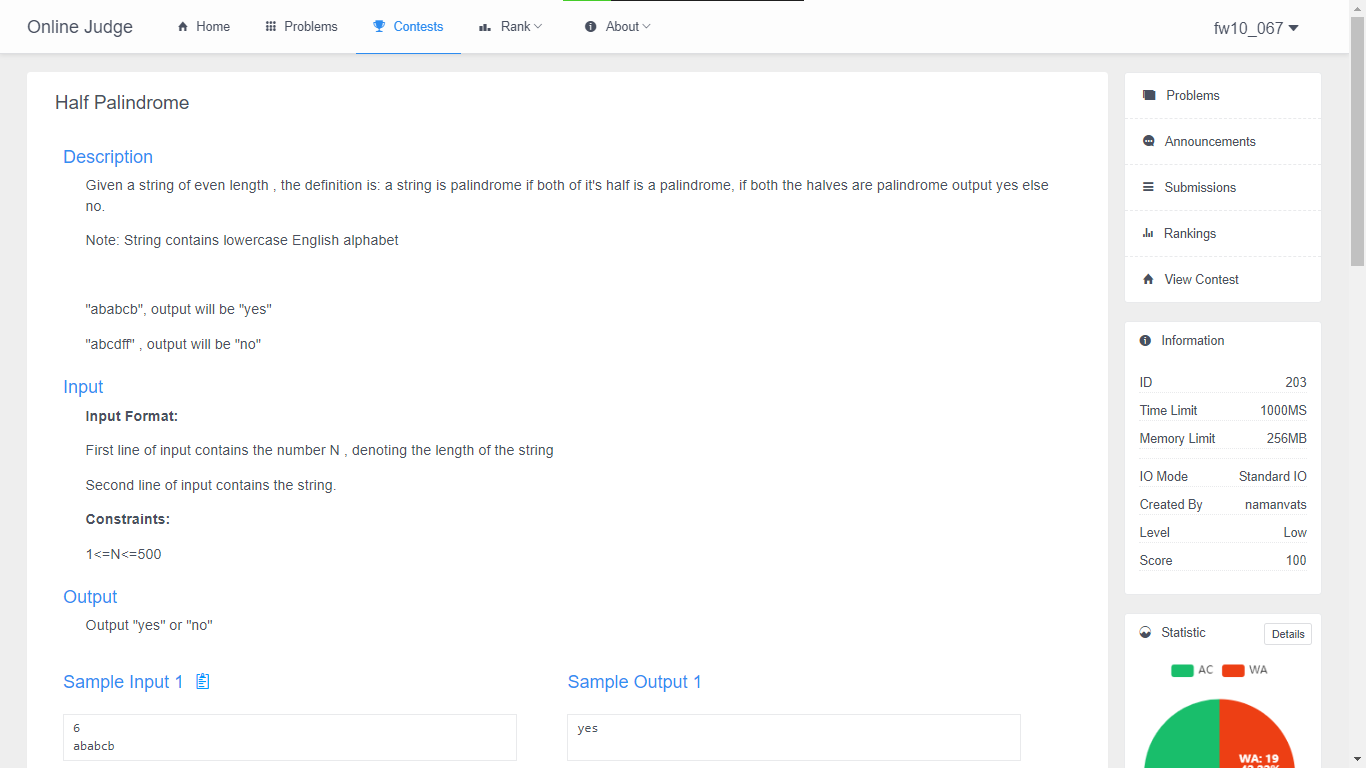 Online Judge
Home
Problems
Contests
Rank
About
fw10_067
Half Palindrome
Description
Given a string of even length , the definition is: a string is palindrome if both of it's half is a palindrome, if both the halves are palindrome output yes else
no.
Note: String contains lowercase English alphabet
"ababcb", output will be "yes"
"abcdff" , output will be "no"
Input
Input Format:
First line of input contains the number N , denoting the length of the string
Second line of input contains the string.
Constraints:
1<=N<=500
Output
Output "yes" or "no"
Sample Input 1
6
ababcb
Sample Output 1
yes
Problems
Announcements
Submissions
Rankings
View Contest
Information
ID 203
Time Limit 1000MS
Memory Limit 256MB
IO Mode Standard IO
Created By namanvats
Level Low
Score 100
Statistic Details
AC WA
WA: 19